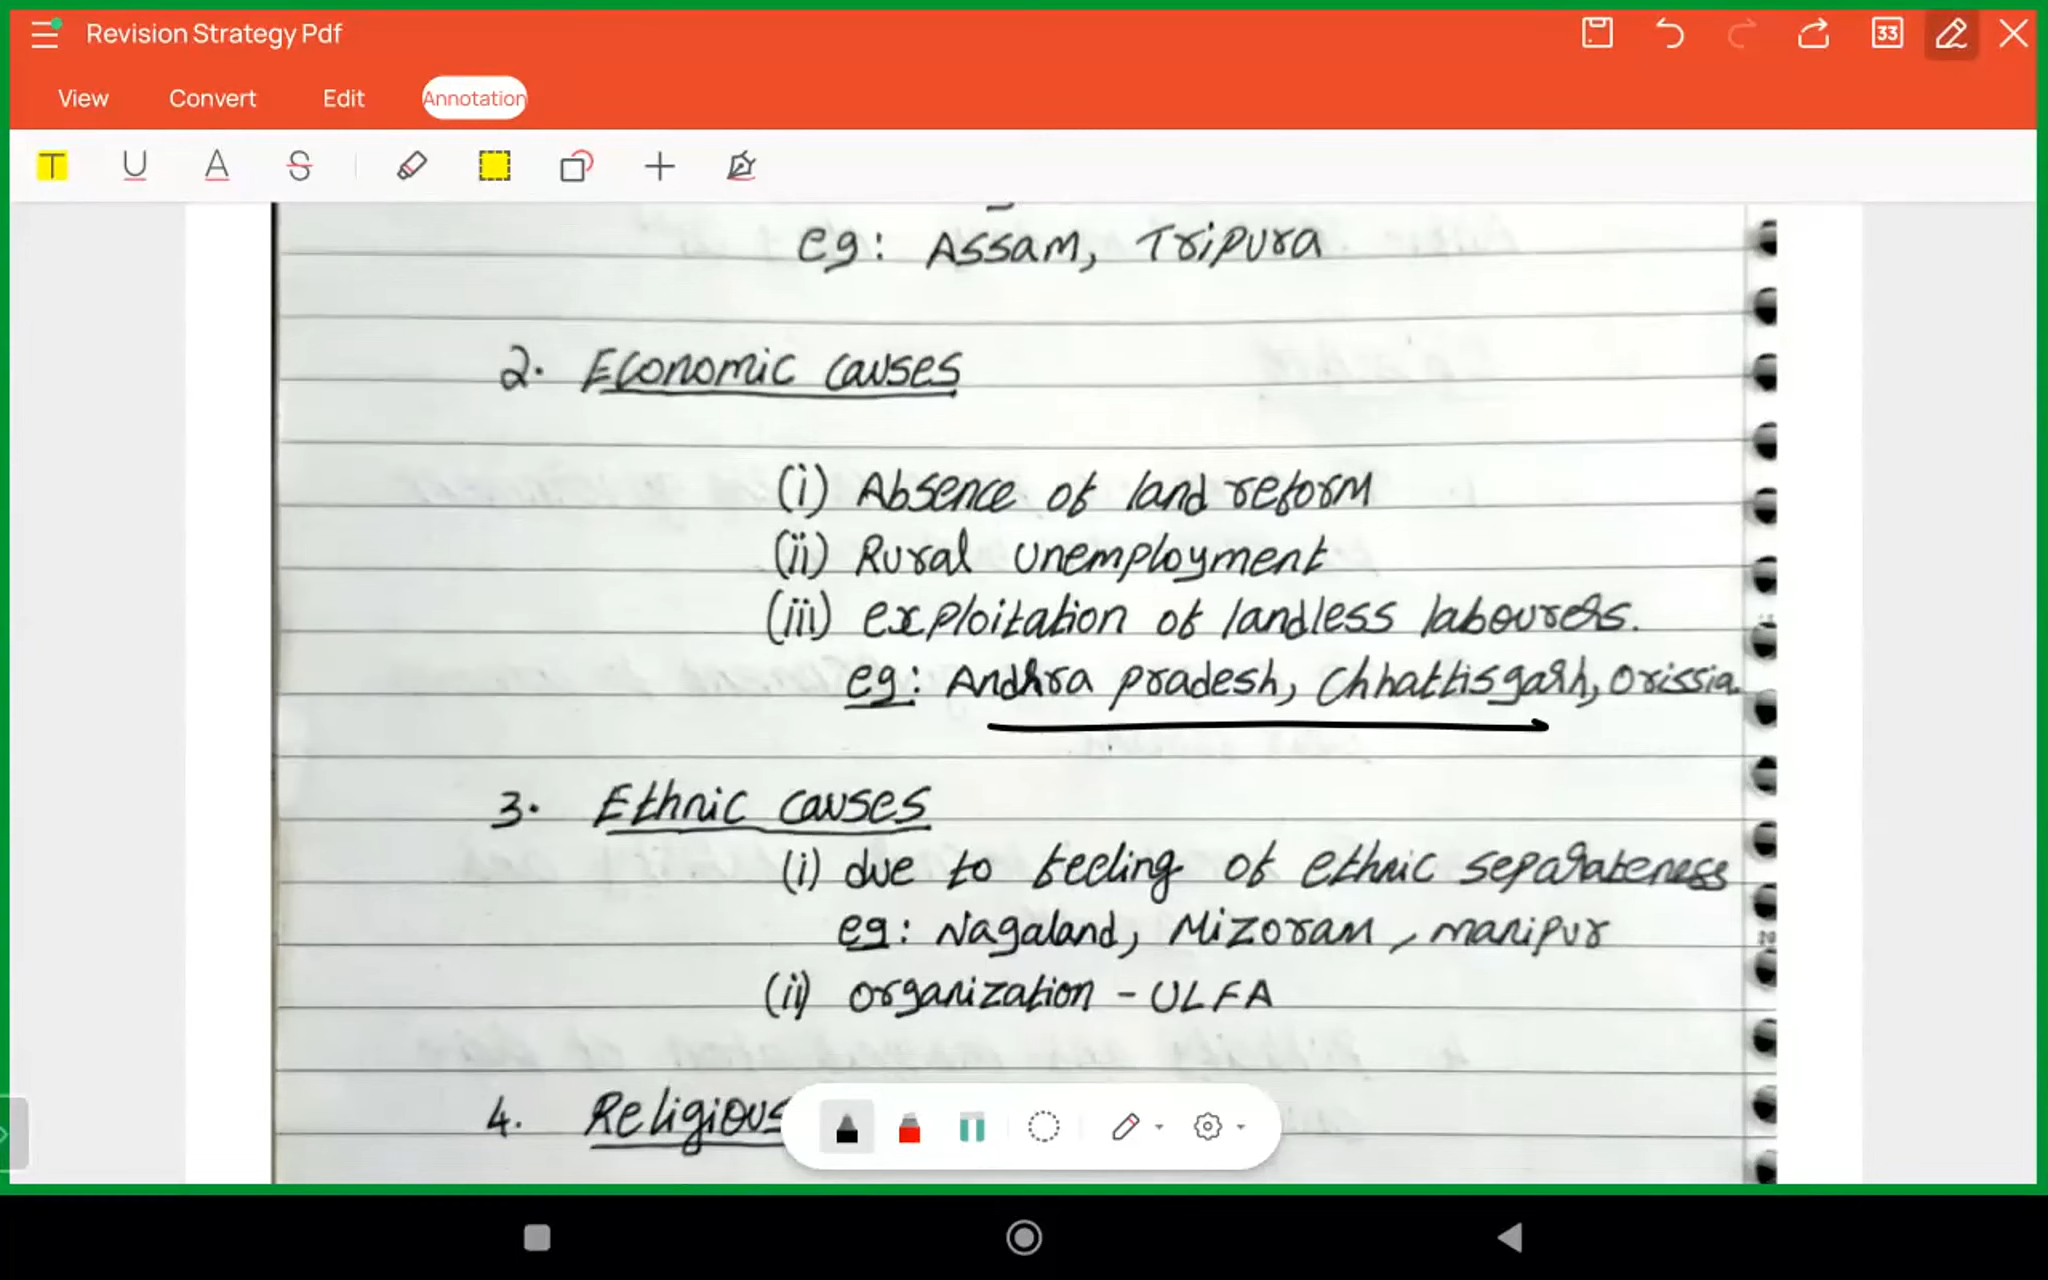 Revision Strategy Pdf
33
View Convert Edit Annotation
T U A S
eg: Assam, Tripura
2. Economic causes
(i) Absence of land reform
(ii) Rural unemployment
(iii) exploitation of landless labourers.
eg: Andhra pradesh, Chhattisgarh, Orissia.
3. Ethnic causes
(i) due to feeling of ethnic separateness
eg: Nagaland, Mizoram, manipur
(ii) organization - ULFA
4. Religious